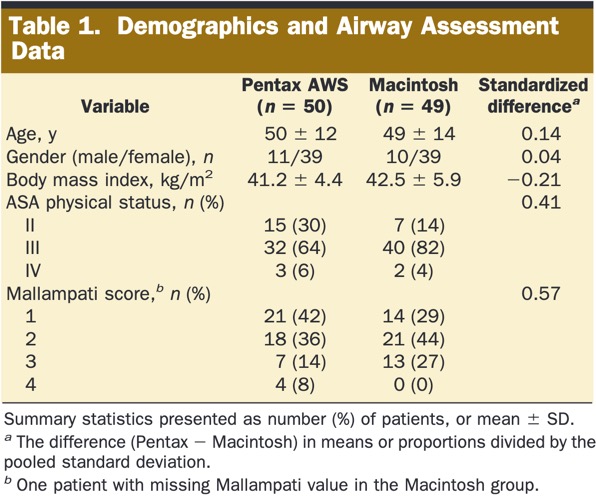 Table 1. Demographics and Airway Assessment
Data
Variable Pentax AWS (n = 50) Macintosh (n = 49) Standardized differenceᵃ
Age, y 50 ± 12 49 ± 14 0.14
Gender (male/female), n 11/39 10/39 0.04
Body mass index, kg/m² 41.2 ± 4.4 42.5 ± 5.9 −0.21
ASA physical status, n (%) 0.41
II 15 (30) 7 (14)
III 32 (64) 40 (82)
IV 3 (6) 2 (4)
Mallampati score,ᵇ n (%) 0.57
1 21 (42) 14 (29)
2 18 (36) 21 (44)
3 7 (14) 13 (27)
4 4 (8) 0 (0)
Summary statistics presented as number (%) of patients, or mean ± SD.
ᵃ The difference (Pentax − Macintosh) in means or proportions divided by the
pooled standard deviation.
ᵇ One patient with missing Mallampati value in the Macintosh group.